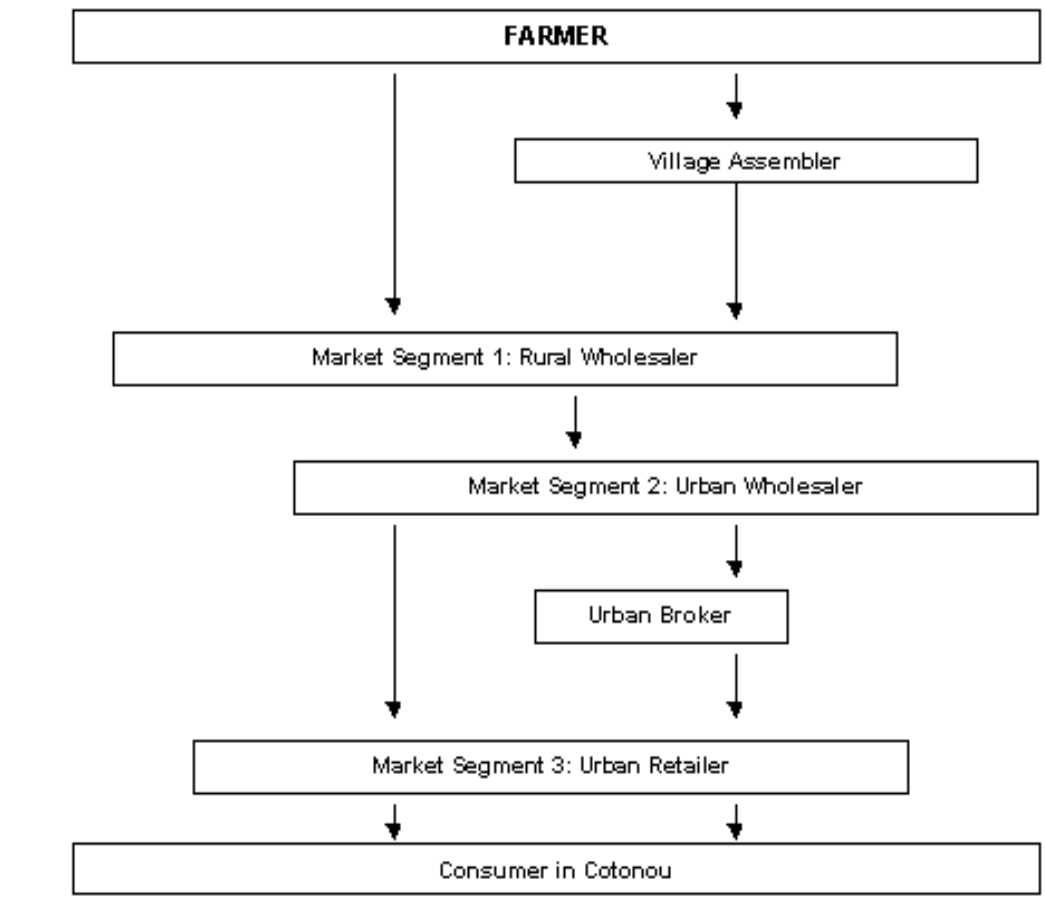 FARMER
Village Assembler
Market Segment 1: Rural Wholesaler
Market Segment 2: Urban Wholesaler
Urban Broker
Market Segment 3: Urban Retailer
Consumer in Cotonou